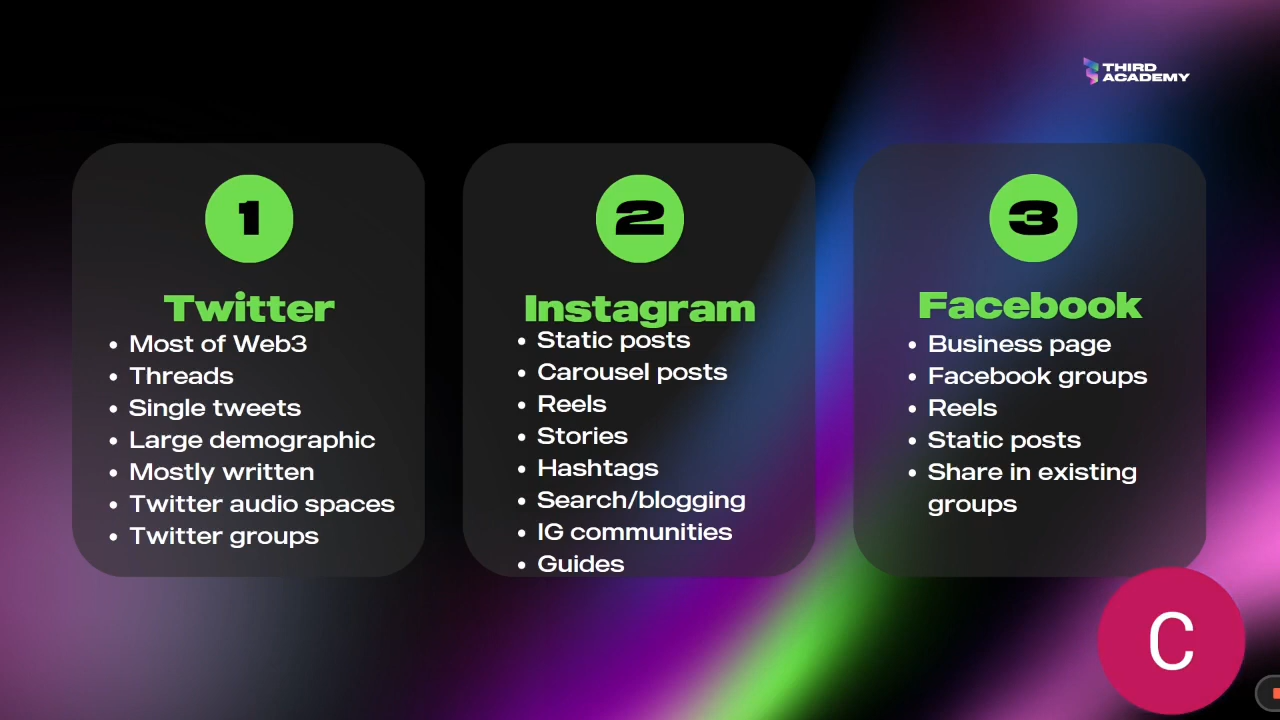 THIRD
ACADEMY
1
Twitter
• Most of Web3
• Threads
• Single tweets
• Large demographic
• Mostly written
• Twitter audio spaces
• Twitter groups
2
Instagram
• Static posts
• Carousel posts
• Reels
• Stories
• Hashtags
• Search/blogging
• IG communities
• Guides
3
Facebook
• Business page
• Facebook groups
• Reels
• Static posts
• Share in existing
groups
C